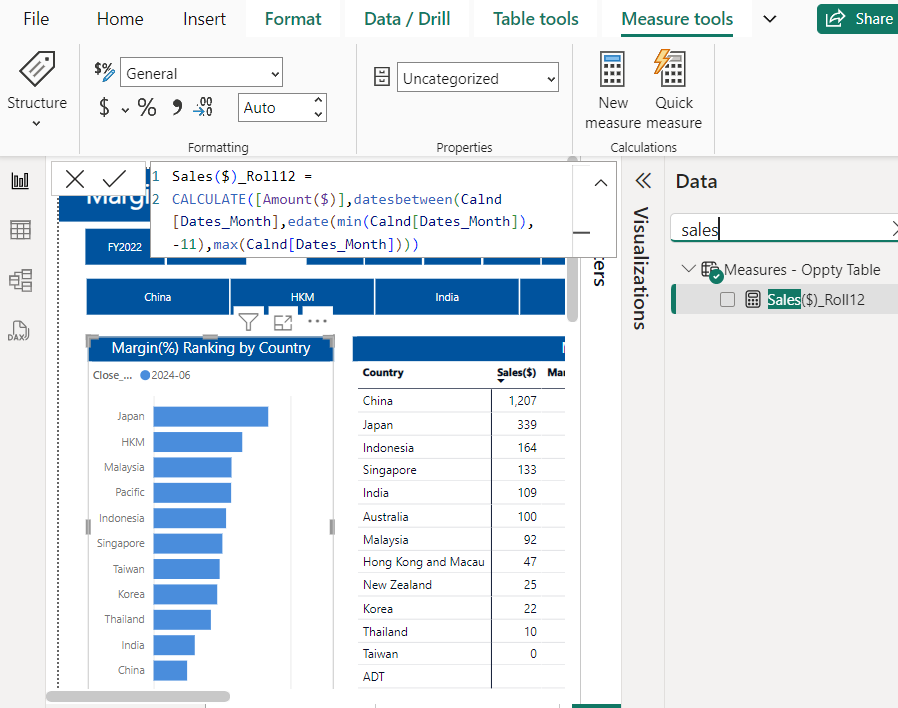 File Home Insert Format Data / Drill Table tools Measure tools Share
Structure
General
$ % 9 .00
Auto
Formatting
Uncategorized
Properties
New measure
Quick measure
Calculations
1 Sales($)_Roll12 =
2 CALCULATE([Amount($)],datesbetween(Calnd
[Dates_Month],edate(min(Calnd[Dates_Month]),
-11),max(Calnd[Dates_Month])))
FY2022
China HKM India
Margin(%) Ranking by Country
Close_... 2024-06
Japan
HKM
Malaysia
Pacific
Indonesia
Singapore
Taiwan
Korea
Thailand
India
China
Country Sales($)
China 1,207
Japan 339
Indonesia 164
Singapore 133
India 109
Australia 100
Malaysia 92
Hong Kong and Macau 47
New Zealand 25
Korea 22
Thailand 10
Taiwan 0
ADT
Visualizations
Data
sales
Measures - Oppty Table
Sales($)_Roll12
DAX